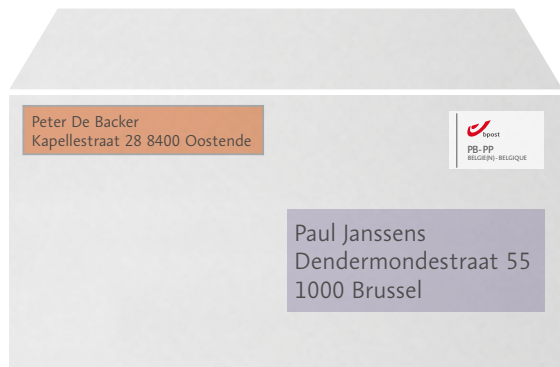 Peter De Backer
Kapellestraat 28 8400 Oostende
bpost
PB-PP
BELGIE(N) - BELGIQUE
Paul Janssens
Dendermondestraat 55
1000 Brussel